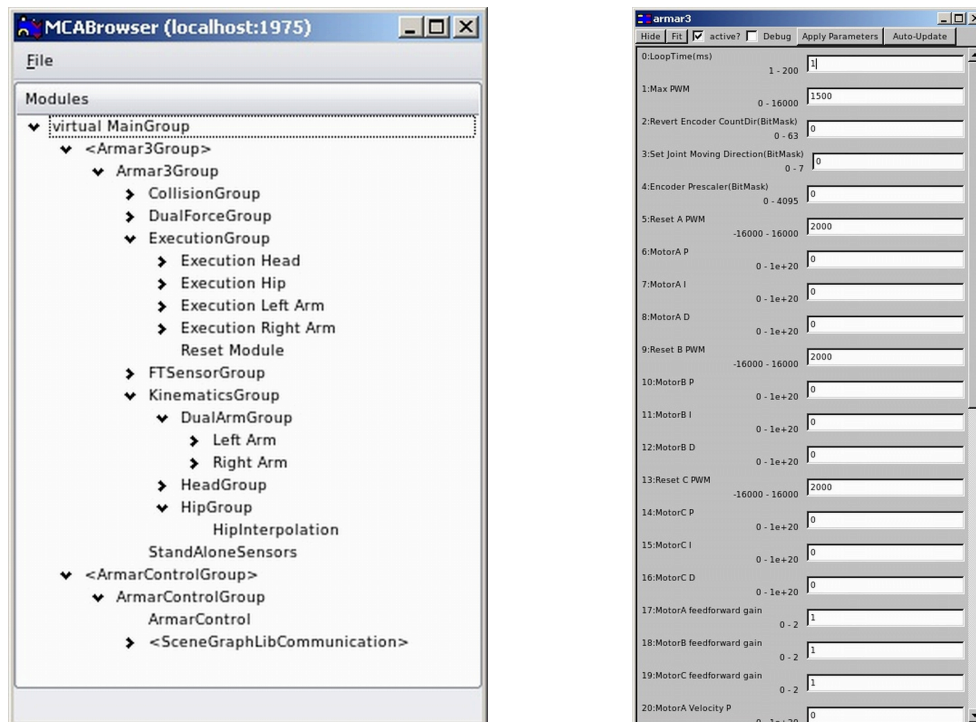 MCABrowser (localhost:1975)
File
Modules
virtual MainGroup
<Armar3Group>
Armar3Group
CollisionGroup
DualForceGroup
ExecutionGroup
Execution Head
Execution Hip
Execution Left Arm
Execution Right Arm
Reset Module
FTSensorGroup
KinematicsGroup
DualArmGroup
Left Arm
Right Arm
HeadGroup
HipGroup
HipInterpolation
StandAloneSensors
<ArmarControlGroup>
ArmarControlGroup
ArmarControl
<SceneGraphLibCommunication>
armar3
Hide Fit active? Debug Apply Parameters Auto-Update
0:LoopTime(ms)
1 - 200 1
1:Max PWM
0 - 16000 1500
2:Revert Encoder CountDir(BitMask)
0 - 63 0
3:Set Joint Moving Direction(BitMask)
0 - 7 0
4:Encoder Prescaler(BitMask)
0 - 4095 0
5:Reset A PWM
-16000 - 16000 2000
6:MotorA P
0 - 1e+20 0
7:MotorA I
0 - 1e+20 0
8:MotorA D
0 - 1e+20 0
9:Reset B PWM
-16000 - 16000 2000
10:MotorB P
0 - 1e+20 0
11:MotorB I
0 - 1e+20 0
12:MotorB D
0 - 1e+20 0
13:Reset C PWM
-16000 - 16000 2000
14:MotorC P
0 - 1e+20 0
15:MotorC I
0 - 1e+20 0
16:MotorC D
0 - 1e+20 0
17:MotorA feedforward gain
0 - 2 1
18:MotorB feedforward gain
0 - 2 1
19:MotorC feedforward gain
0 - 2 1
20:MotorA Velocity P
0 - 1e+20 0